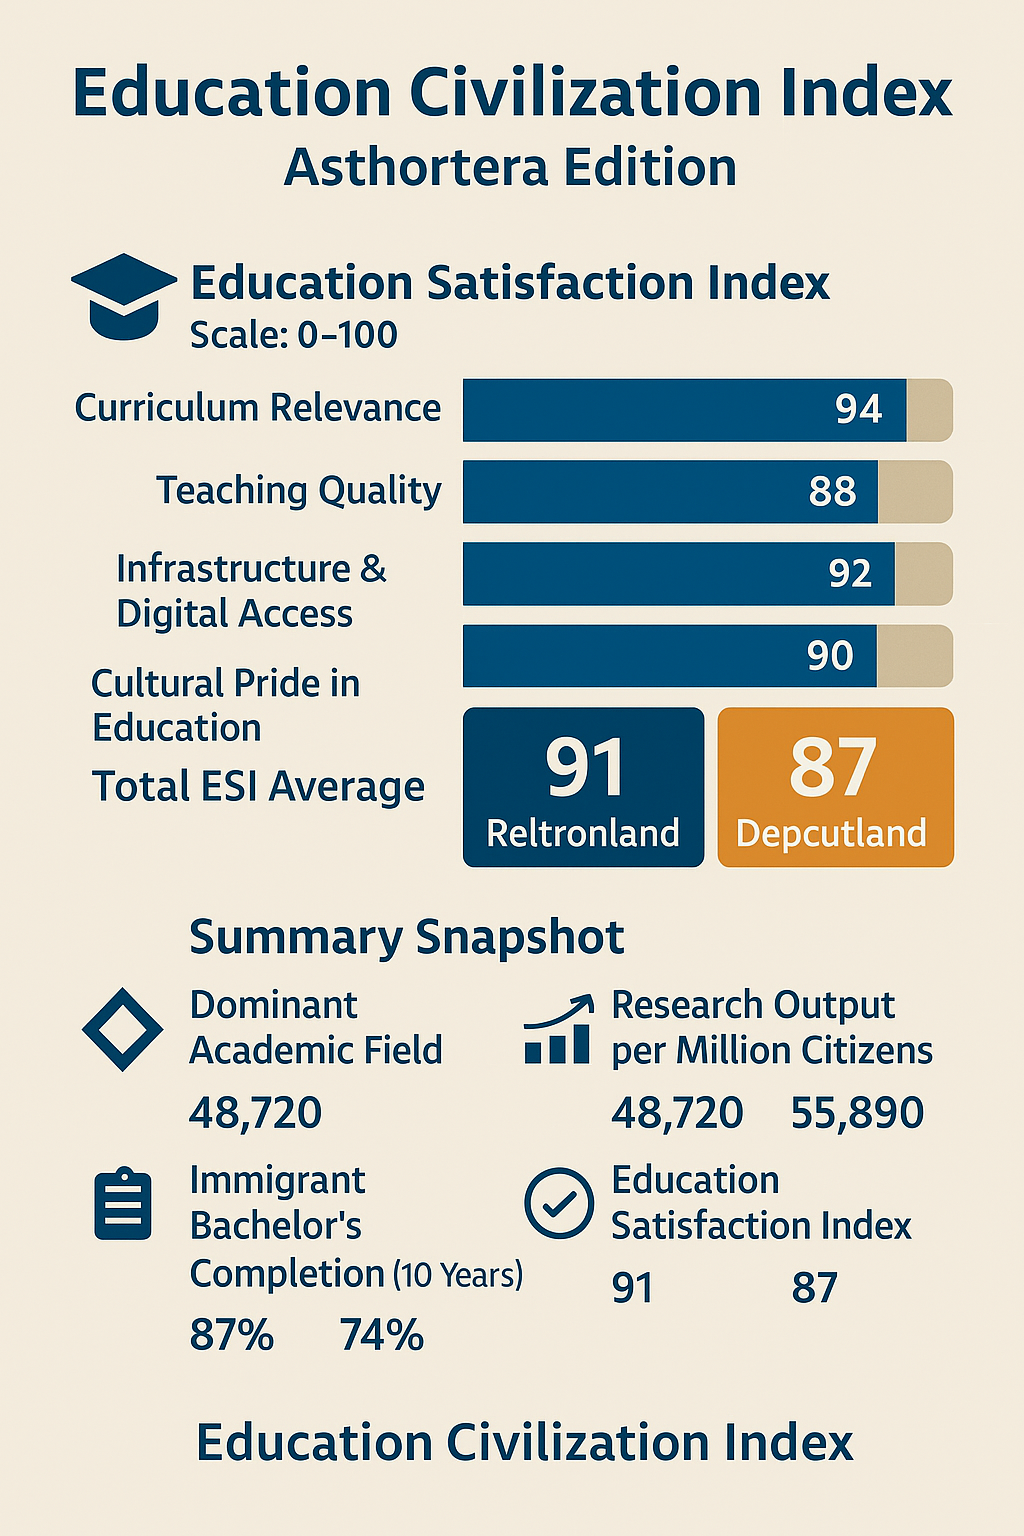 Education Civilization Index
Asthortera Edition
Education Satisfaction Index
Scale: 0–100
Curriculum Relevance 94
Teaching Quality 88
Infrastructure &
Digital Access
92
Cultural Pride in
Education
90
Total ESI Average
91
Reltronland
87
Depcutland
Summary Snapshot
Dominant
Academic Field
48,720
Research Output
per Million Citizens
48,720 55,890
Immigrant
Bachelor's
Completion (10 Years)
87% 74%
Education
Satisfaction Index
91 87
Education Civilization Index